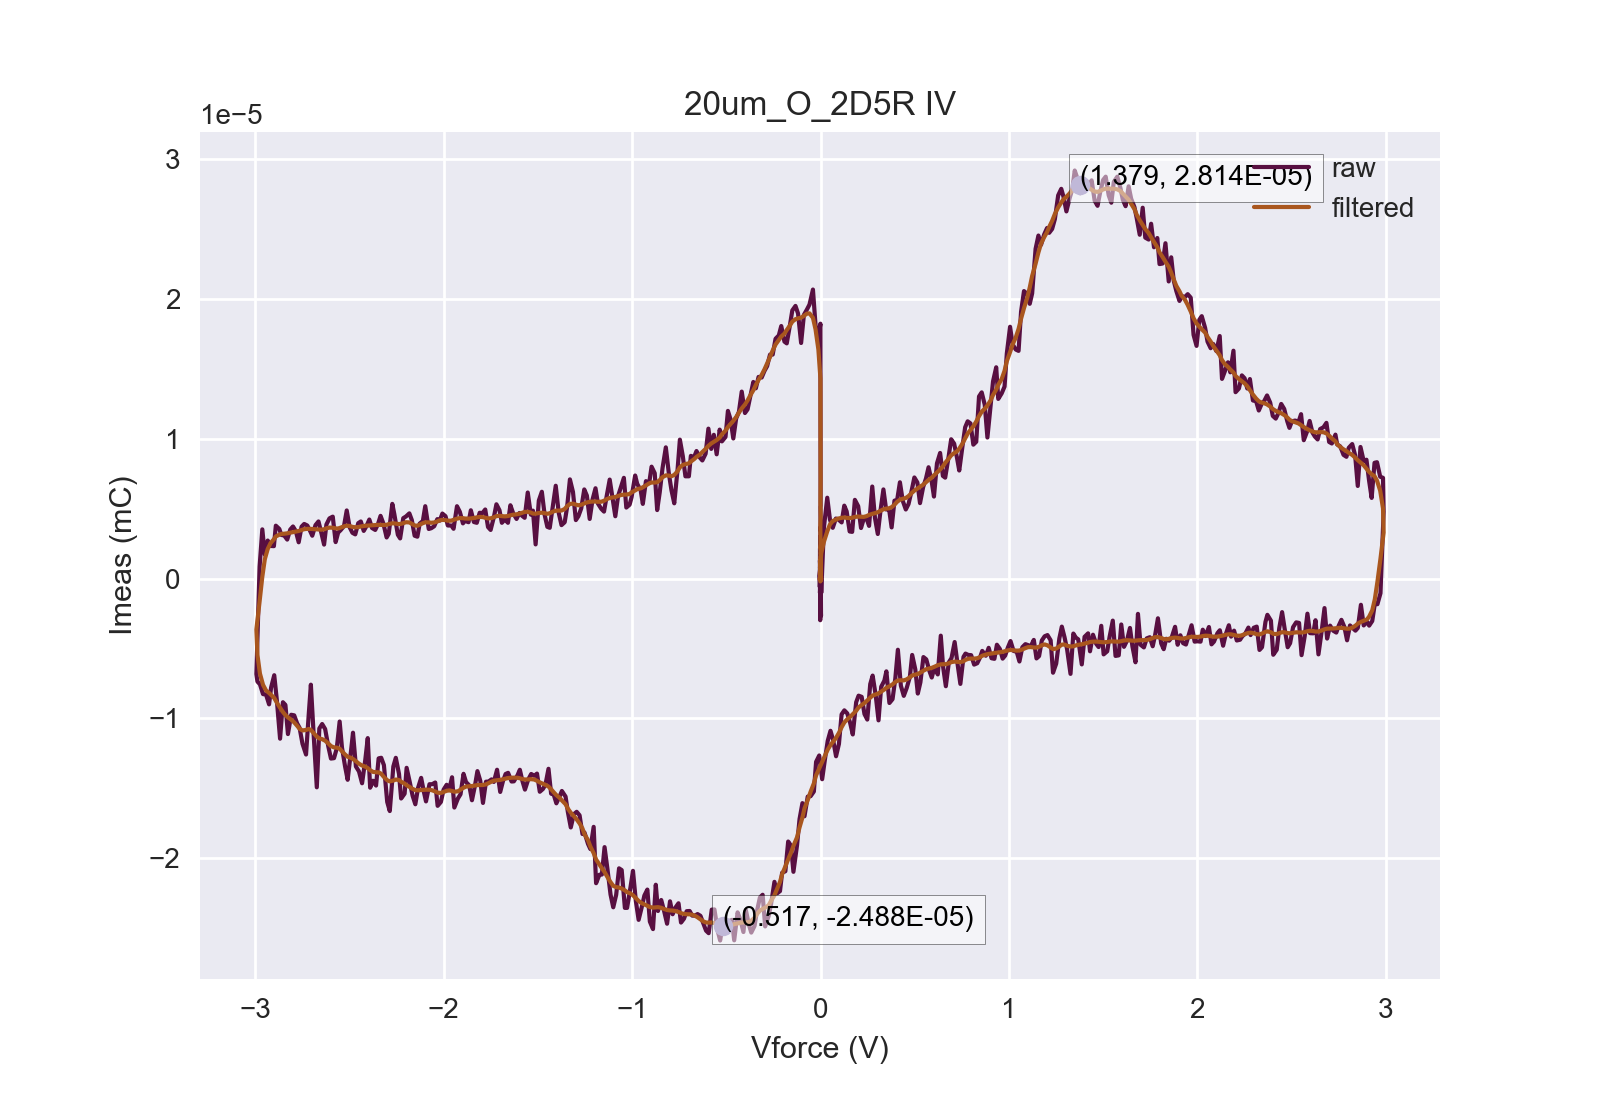 20um_O_2D5R IV
1e−5
3
2
1
0
−1
−2
Imeas (mC)
(1.379, 2.814E-05)
raw
filtered
(-0.517, -2.488E-05)
−3 −2 −1 0 1 2 3
Vforce (V)